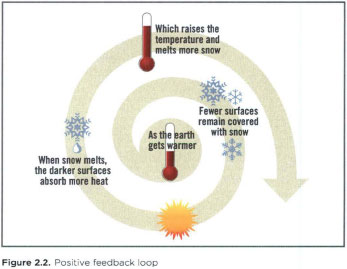 Which raises the
temperature and
melts more snow
Fewer surfaces
remain covered
with snow
As the earth
gets warmer
When snow melts,
the darker surfaces
absorb more heat
Figure 2.2. Positive feedback loop